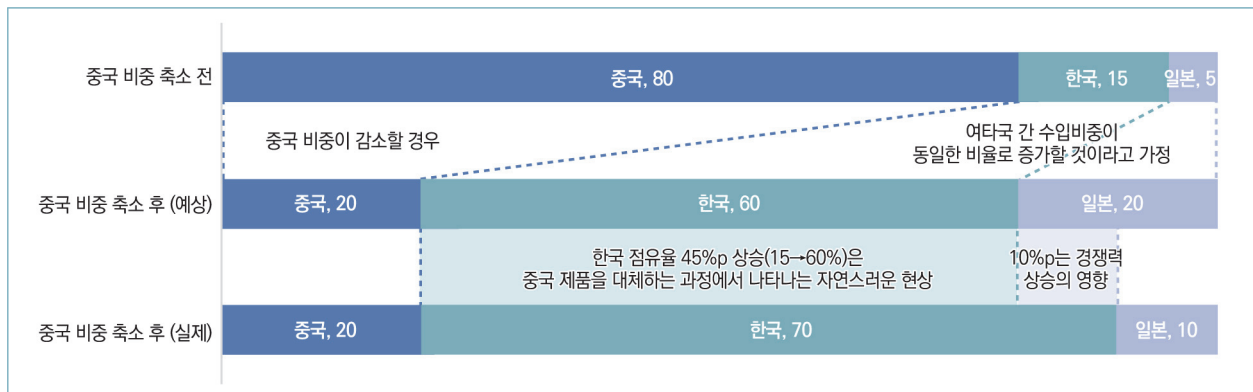 중국 비중 축소 전
중국, 80
한국, 15
일본, 5
중국 비중이 감소할 경우
여타국 간 수입비중이
동일한 비율로 증가할 것이라고 가정
중국 비중 축소 후 (예상)
중국, 20
한국, 60
일본, 20
한국 점유율 45%p 상승(15→60%)은
중국 제품을 대체하는 과정에서 나타나는 자연스러운 현상
10%p는 경쟁력
상승의 영향
중국 비중 축소 후 (실제)
중국, 20
한국, 70
일본, 10